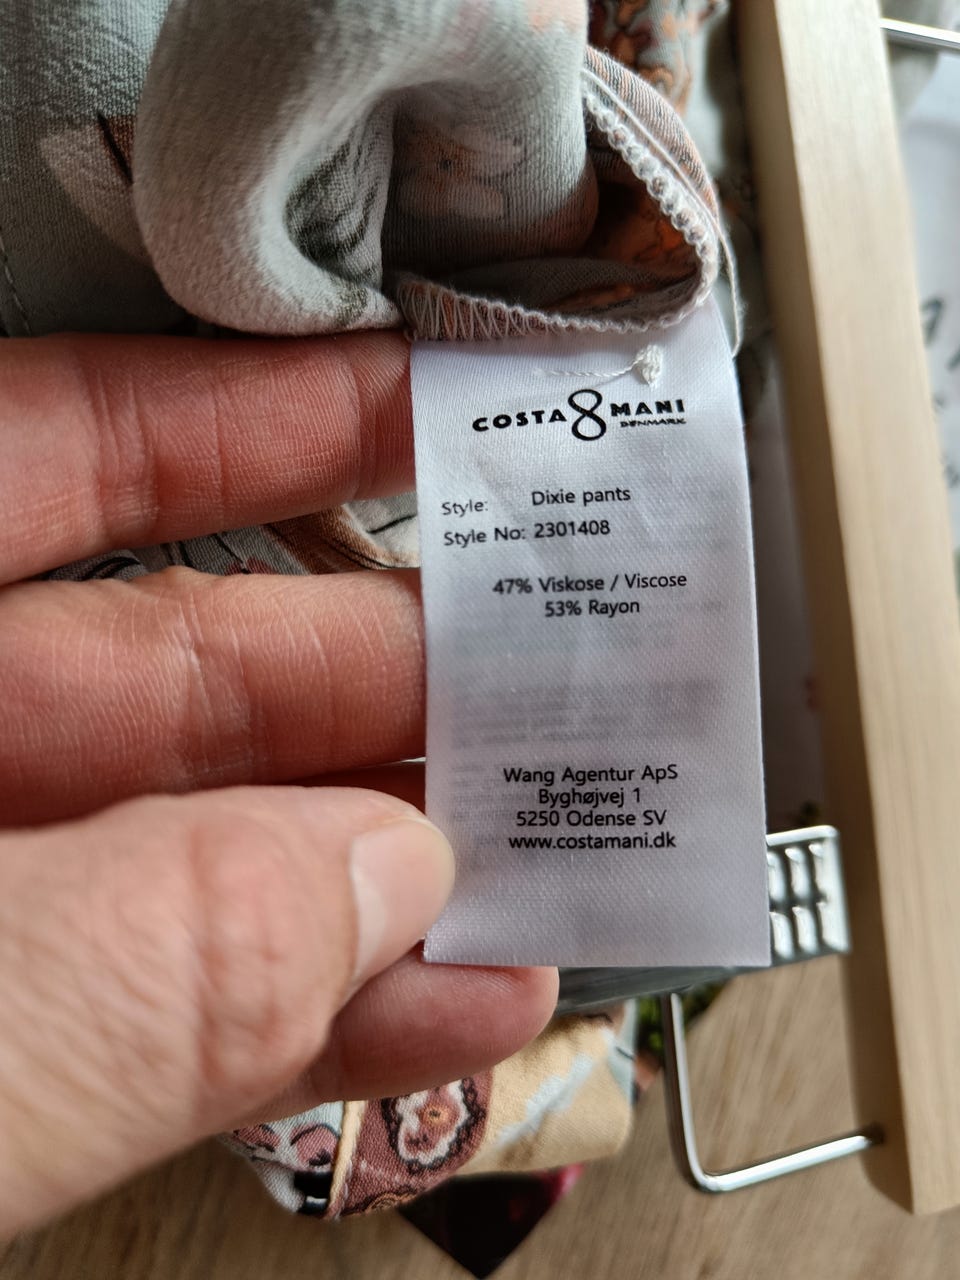 COSTA 8 MANI
DENMARK
Style: Dixie pants
Style No: 2301408
47% Viskose / Viscose
53% Rayon
Wang Agentur ApS
Byghøjvej 1
5250 Odense SV
www.costamani.dk